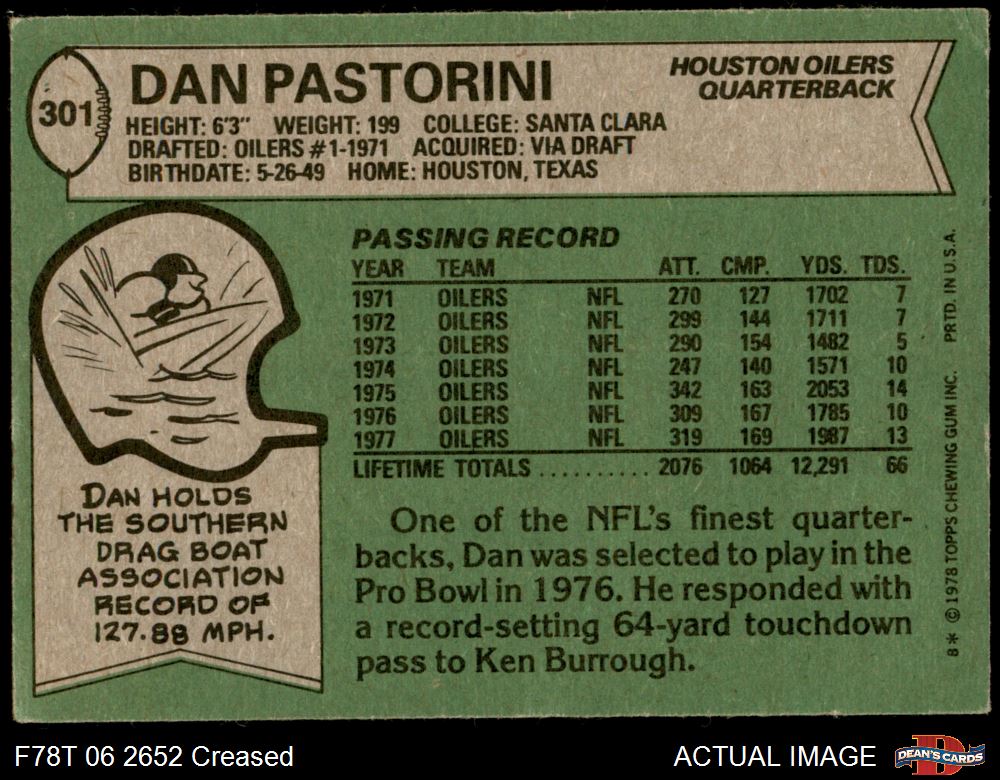 301
DAN PASTORINI
HOUSTON OILERS
QUARTERBACK
HEIGHT: 6'3" WEIGHT: 199 COLLEGE: SANTA CLARA
DRAFTED: OILERS #1-1971 ACQUIRED: VIA DRAFT
BIRTHDATE: 5-26-49 HOME: HOUSTON, TEXAS
PASSING RECORD
YEAR TEAM ATT. CMP. YDS. TDS.
1971 OILERS NFL 270 127 1702 7
1972 OILERS NFL 299 144 1711 7
1973 OILERS NFL 290 154 1482 5
1974 OILERS NFL 247 140 1571 10
1975 OILERS NFL 342 163 2053 14
1976 OILERS NFL 309 167 1785 10
1977 OILERS NFL 319 169 1987 13
LIFETIME TOTALS .......... 2076 1064 12,291 66
DAN HOLDS
THE SOUTHERN
DRAG BOAT
ASSOCIATION
RECORD OF
127.88 MPH.
One of the NFL's finest quarter-
backs, Dan was selected to play in the
Pro Bowl in 1976. He responded with
a record-setting 64-yard touchdown
pass to Ken Burrough.
8* © 1978 TOPPS CHEWING GUM INC. PRTD. IN U.S.A.
F78T 06 2652 Creased
ACTUAL IMAGE
D
DEAN'S CARDS